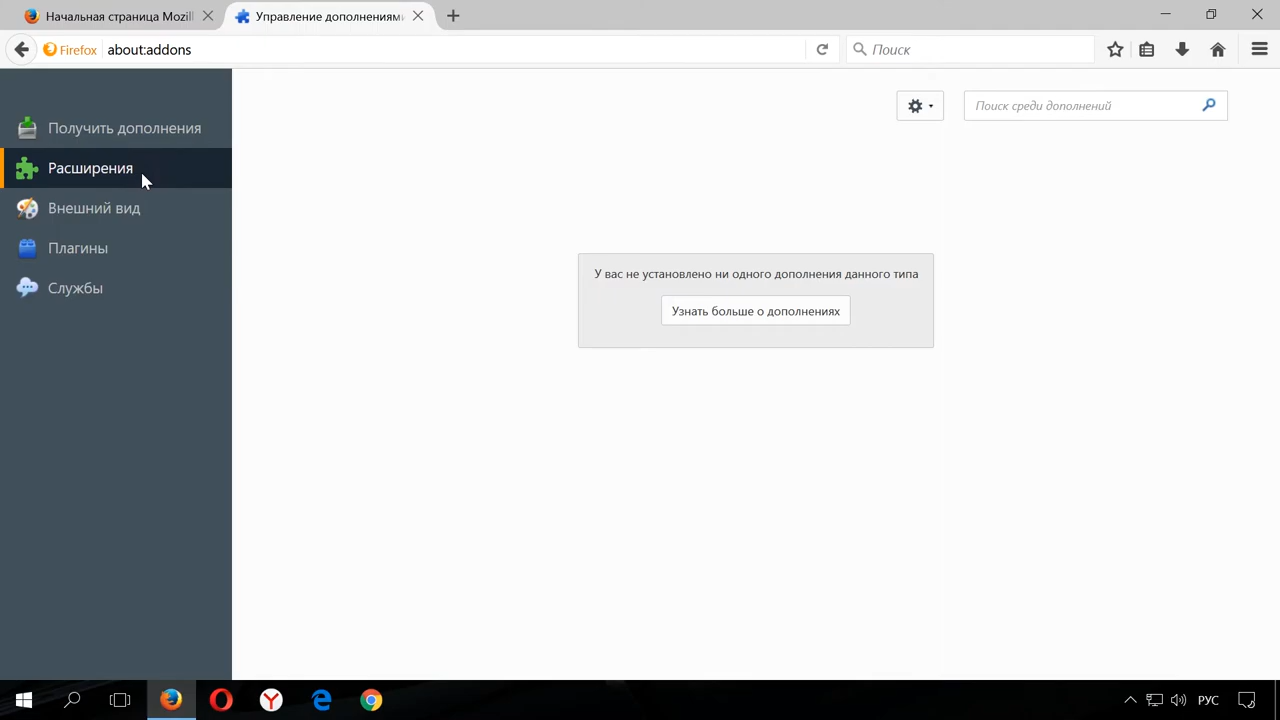 Начальная страница Mozill
Управление дополнениями
Firefox
about:addons
Поиск
Получить дополнения
Поиск среди дополнений
Расширения
Внешний вид
Плагины
Службы
У вас не установлено ни одного дополнения данного типа
Узнать больше о дополнениях
РУС